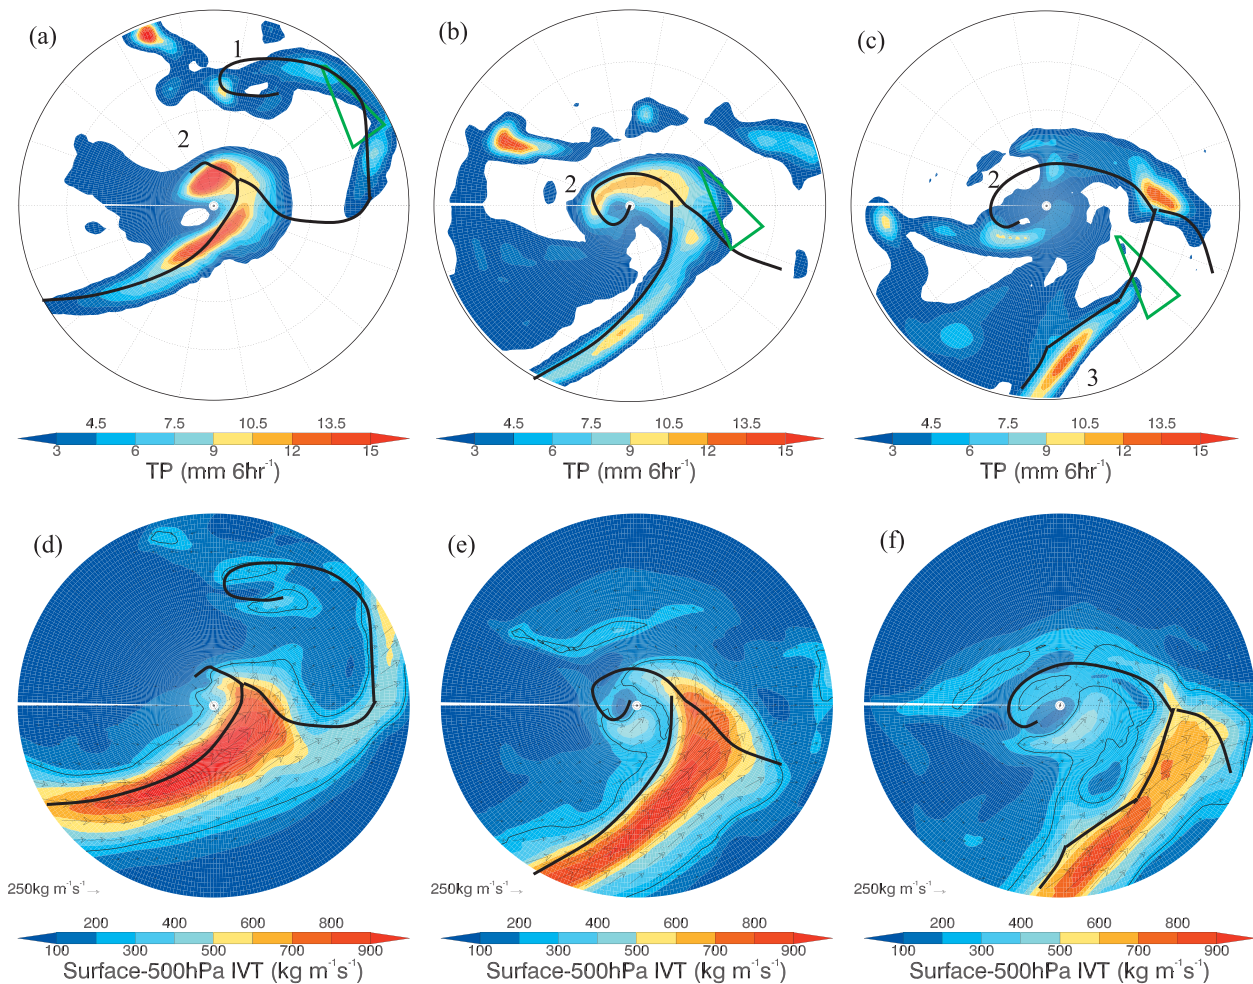 (a)
1
2
(b)
2
(c)
2
3
4.5 7.5 10.5 13.5
3 6 9 12 15
TP (mm 6hr⁻¹)
4.5 7.5 10.5 13.5
3 6 9 12 15
TP (mm 6hr⁻¹)
4.5 7.5 10.5 13.5
3 6 9 12 15
TP (mm 6hr⁻¹)
(d)
(e)
(f)
250kg m⁻¹s⁻¹
250kg m⁻¹s⁻¹
250kg m⁻¹s⁻¹
200 400 600 800
100 300 500 700 900
Surface-500hPa IVT (kg m⁻¹s⁻¹)
200 400 600 800
100 300 500 700 900
Surface-500hPa IVT (kg m⁻¹s⁻¹)
200 400 600 800
100 300 500 700 900
Surface-500hPa IVT (kg m⁻¹s⁻¹)